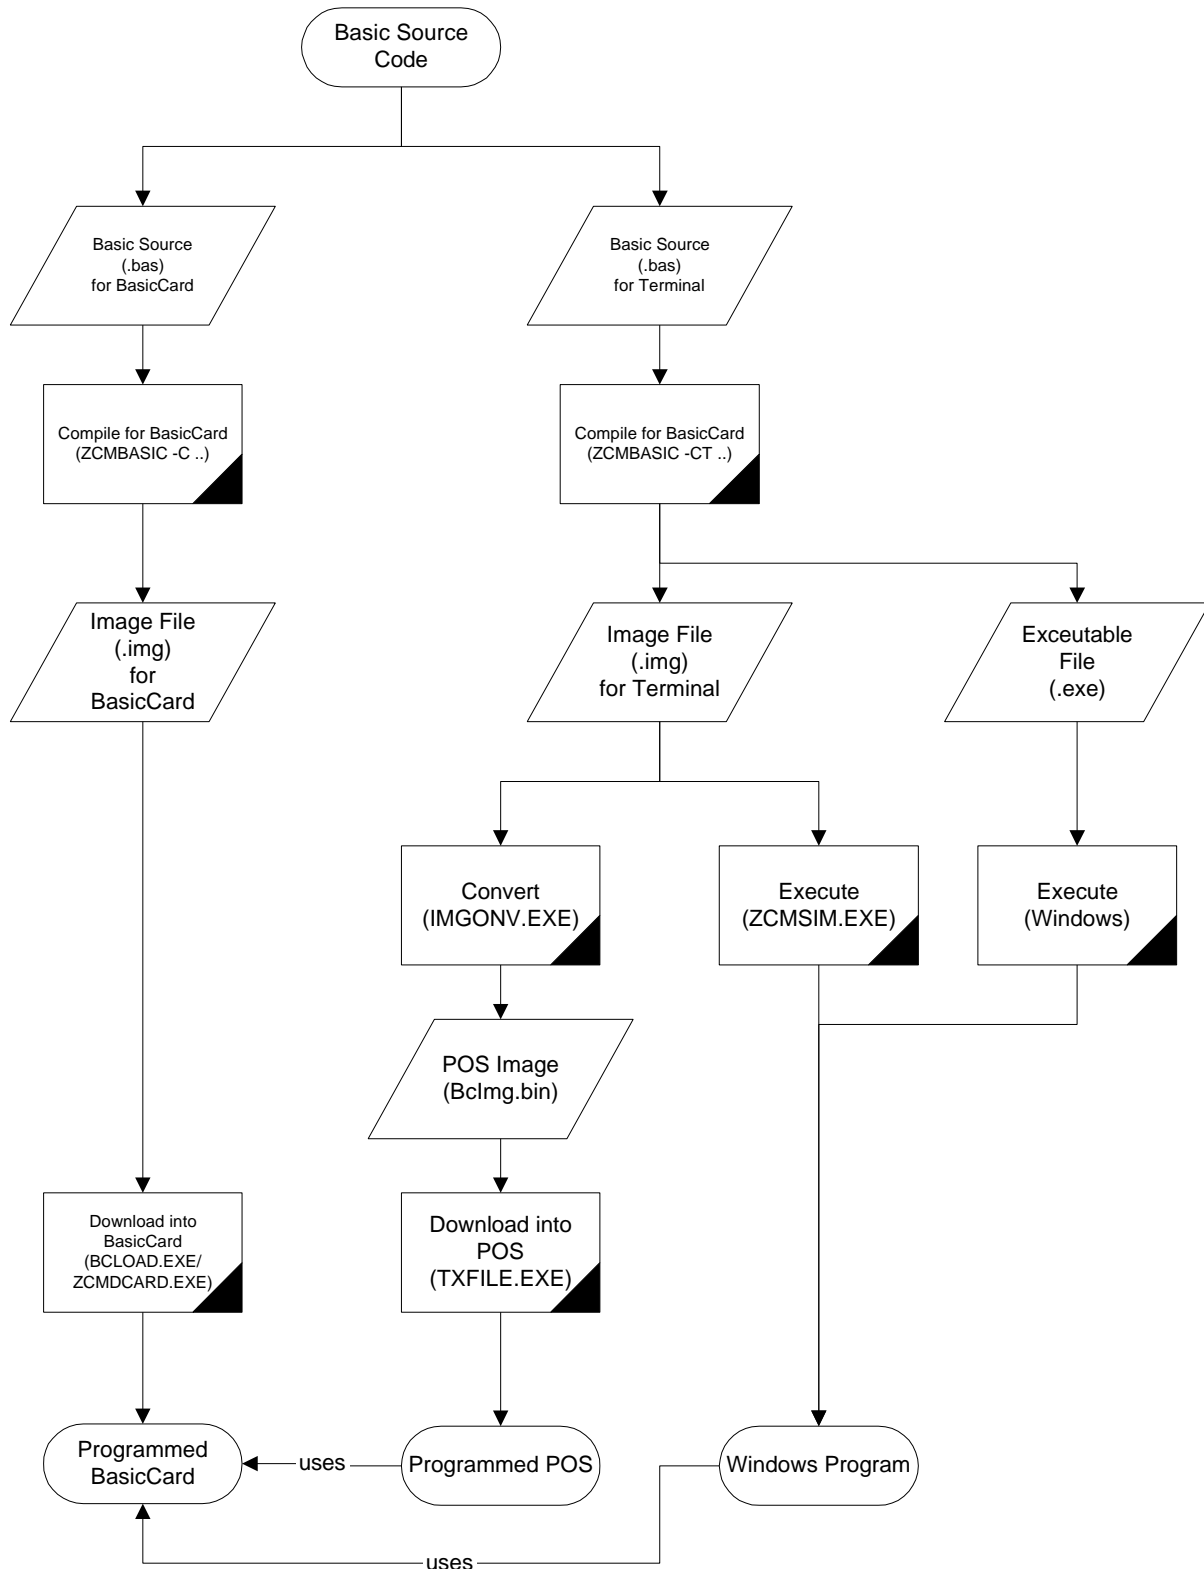 Basic Source
Code
Basic Source
(.bas)
for BasicCard
Basic Source
(.bas)
for Terminal
Compile for BasicCard
(ZCMBASIC -C ..)
Compile for BasicCard
(ZCMBASIC -CT ..)
Image File
(.img)
for
BasicCard
Image File
(.img)
for Terminal
Exceutable
File
(.exe)
Convert
(IMGONV.EXE)
Execute
(ZCMSIM.EXE)
Execute
(Windows)
POS Image
(BcImg.bin)
Download into
BasicCard
(BCLOAD.EXE/
ZCMDCARD.EXE)
Download into
POS
(TXFILE.EXE)
Programmed
BasicCard
uses
Programmed POS
Windows Program
uses